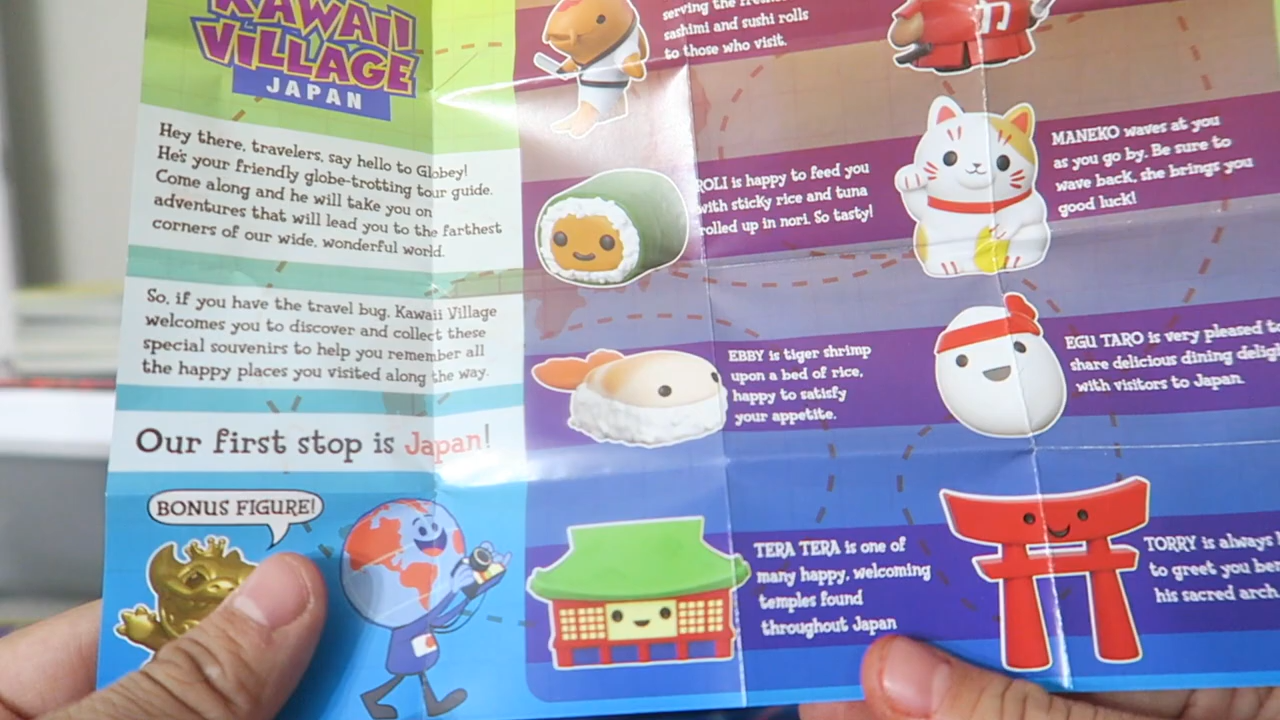 KAWAII
VILLAGE
JAPAN
Hey there, travelers, say hello to Globey!
He's your friendly globe-trotting tour guide.
Come along and he will take you on
adventures that will lead you to the farthest
corners of our wide, wonderful world.
So, if you have the travel bug, Kawaii Village
welcomes you to discover and collect these
special souvenirs to help you remember all
the happy places you visited along the way.
Our first stop is Japan!
BONUS FIGURE!
serving the
sashimi and sushi rolls
to those who visit.
ROLI is happy to feed you
with sticky rice and tuna
rolled up in nori. So tasty!
EBBY is tiger shrimp
upon a bed of rice,
happy to satisfy
your appetite.
TERA TERA is one of
many happy, welcoming
temples found
throughout Japan
MANEKO waves at you
as you go by. Be sure to
wave back, she brings you
good luck!
EGU TARO is very pleased to
share delicious dining
with visitors to Japan.
TORRY is always
to greet you
his sacred arch.